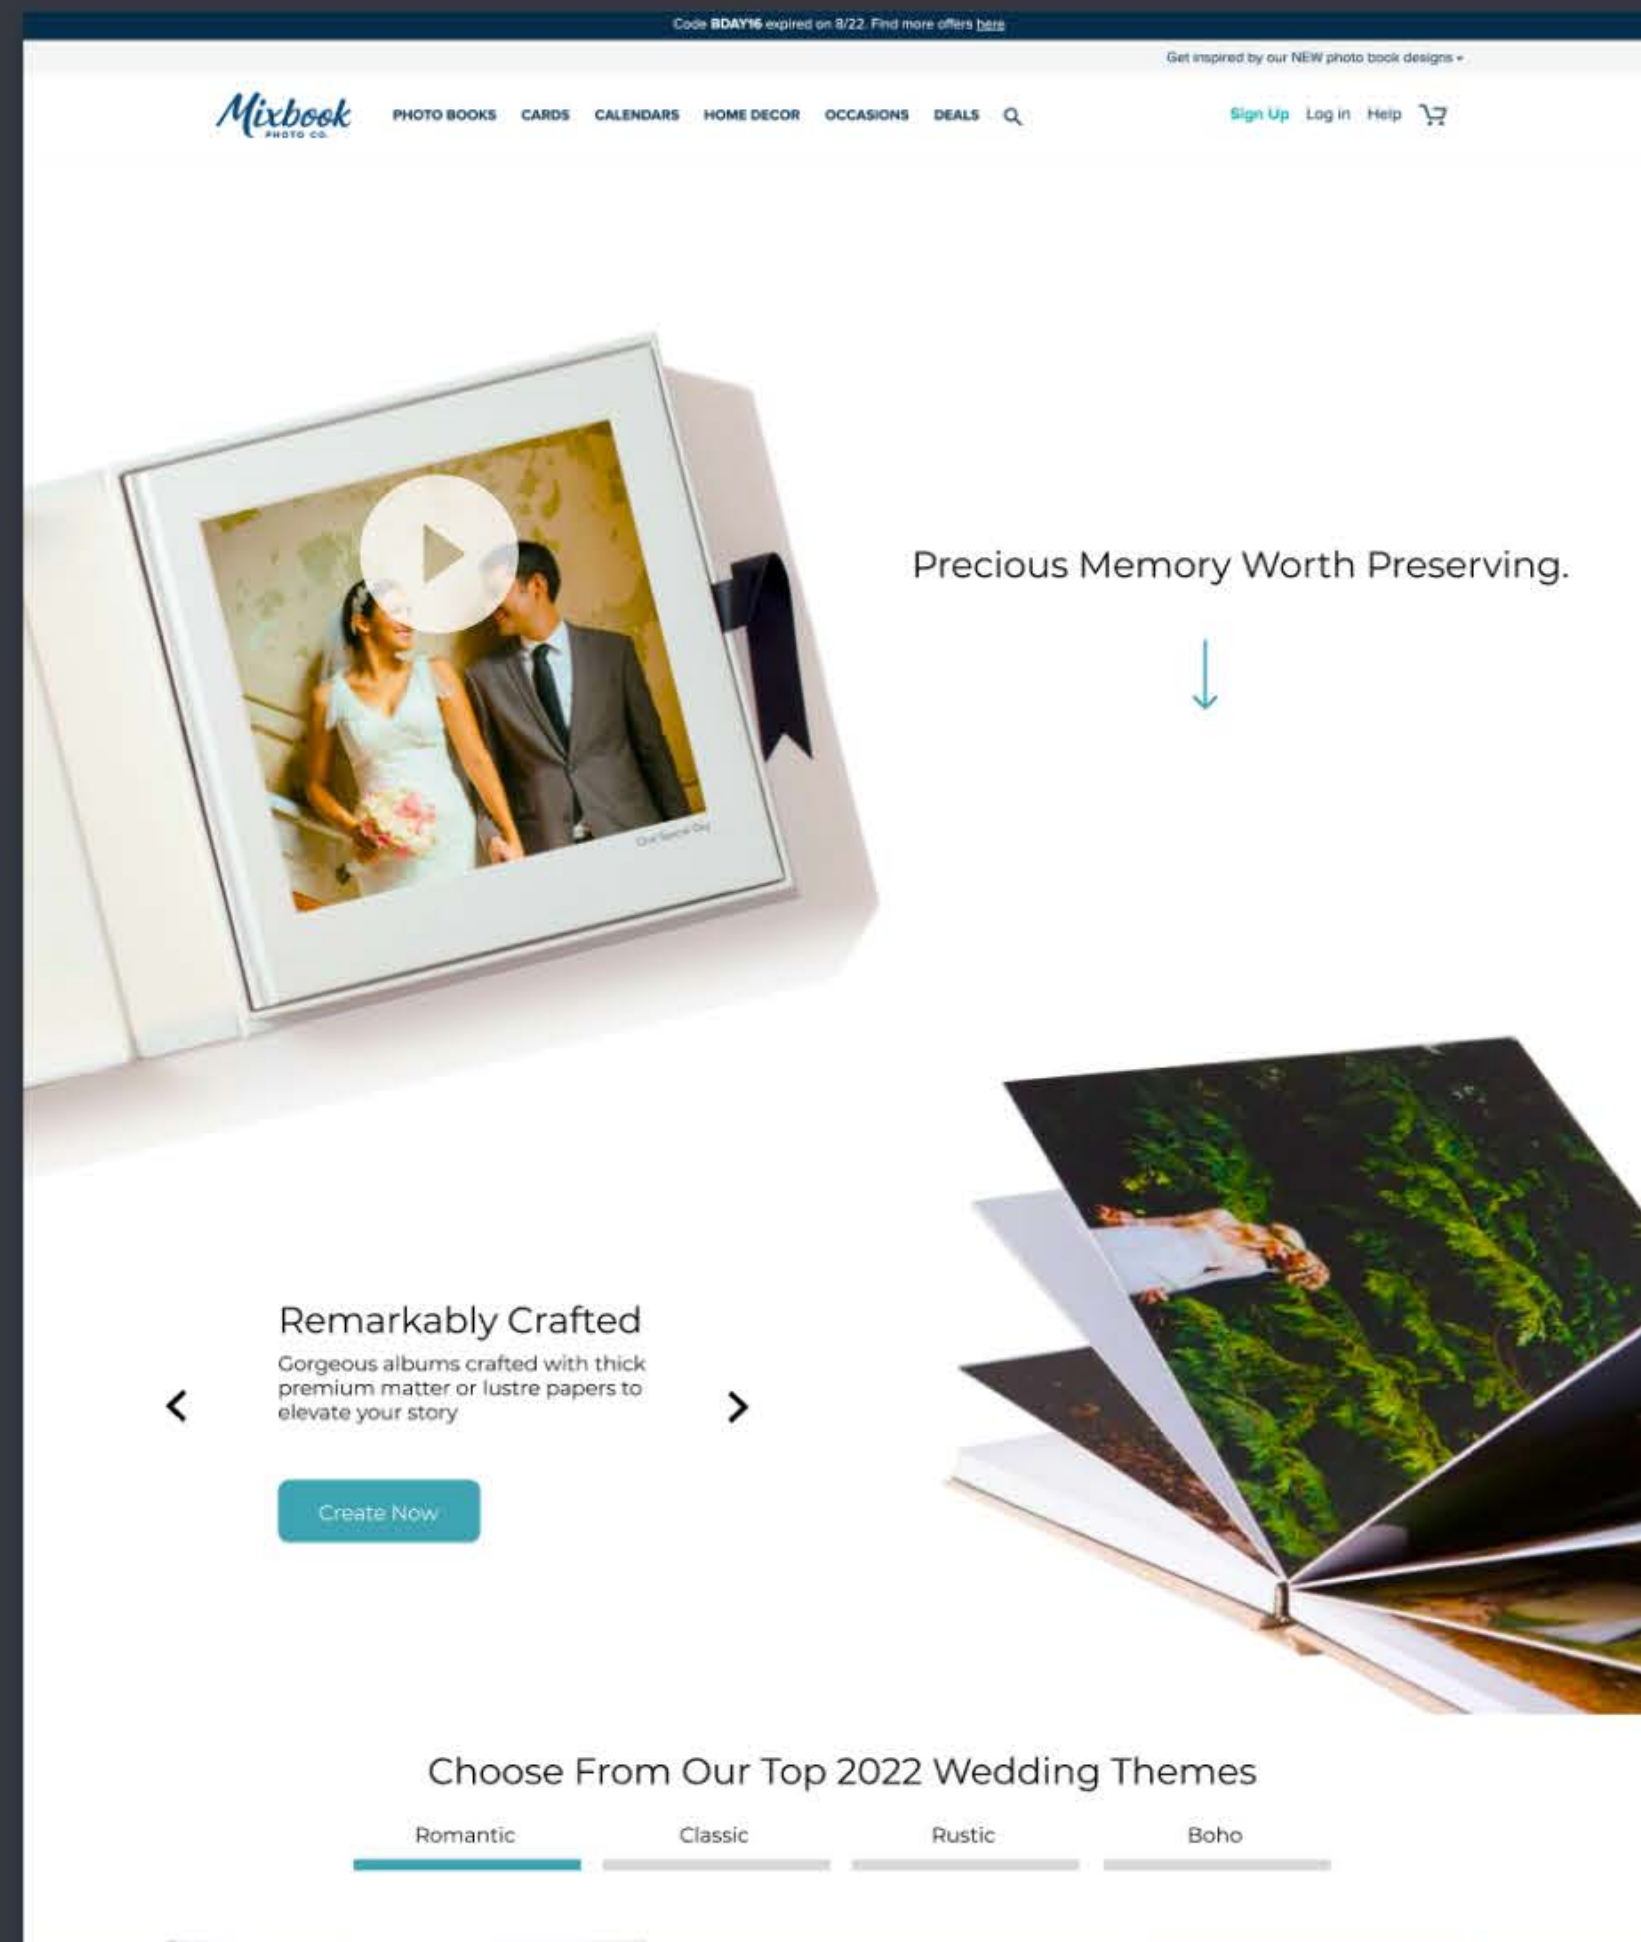 Code BDAY16 expired on 8/22. Find more offers here
Get inspired by our NEW photo book designs
Mixbook
PHOTO CO.
PHOTO BOOKS CARDS CALENDARS HOME DECOR OCCASIONS DEALS
Sign Up Log in Help
Precious Memory Worth Preserving.
Our Special Day
Remarkably Crafted
Gorgeous albums crafted with thick
premium matter or lustre papers to
elevate your story
Create Now
Choose From Our Top 2022 Wedding Themes
Romantic Classic Rustic Boho